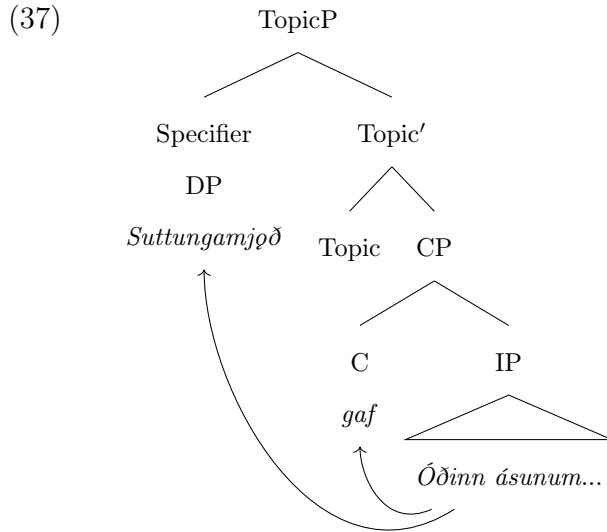 (37)
TopicP
Specifier Topic′
DP
Suttungamjǫð Topic CP
C IP
gaf
Óðinn ásunum...